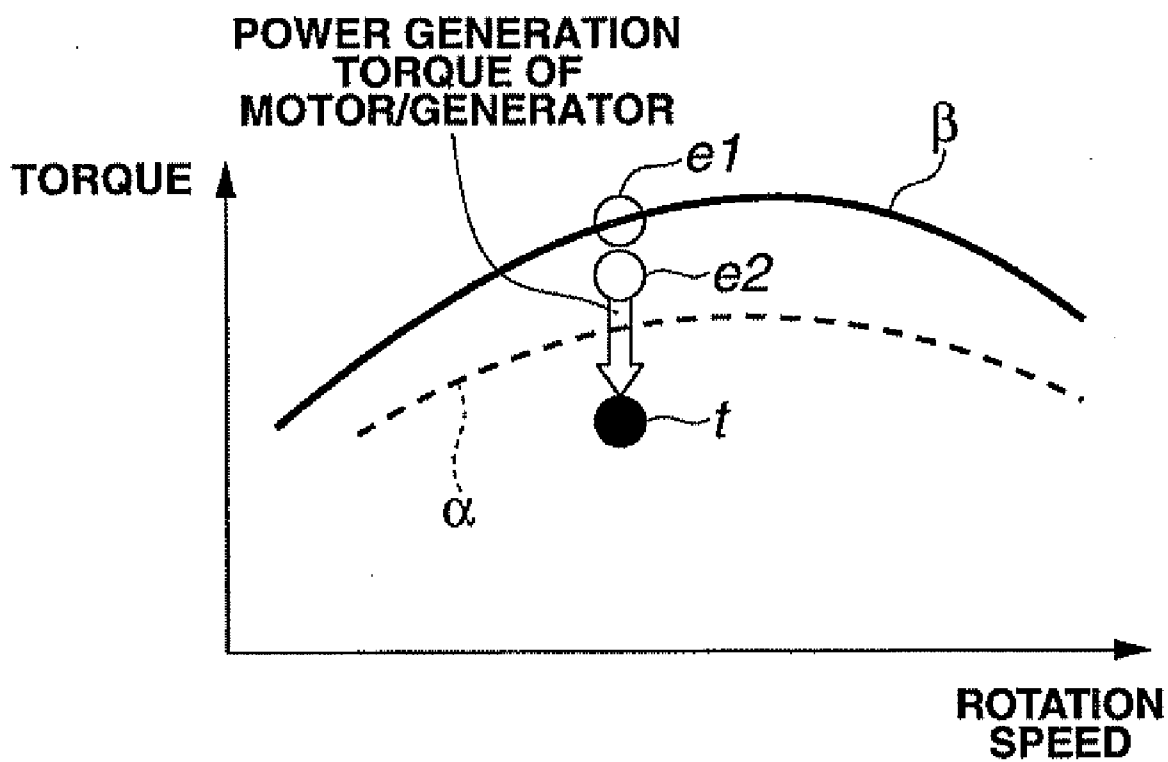 POWER GENERATION
TORQUE OF
MOTOR/GENERATOR
β
e1
TORQUE
e2
t
α
ROTATION
SPEED